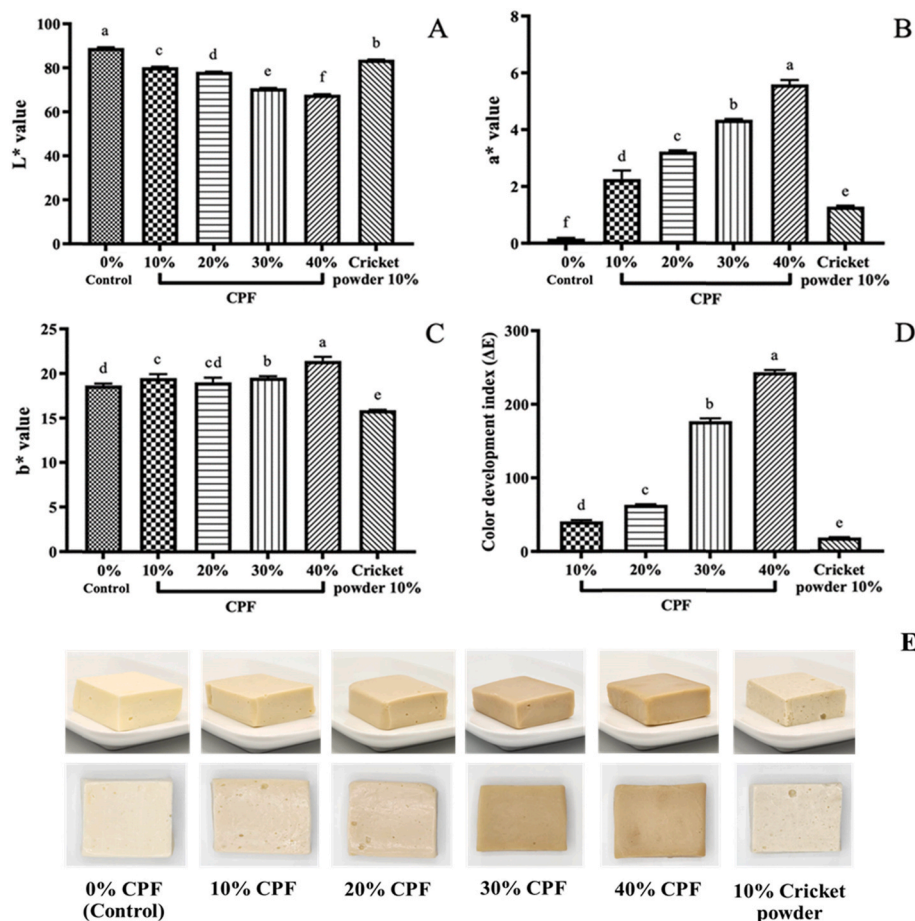 A
L* value
100
80
60
40
20
0
a
c
d
e
f
b
0%
Control
10%
20%
30%
40%
Cricket
powder 10%
CPF
B
a* value
8
6
4
2
0
f
d
c
b
a
e
0%
Control
10%
20%
30%
40%
Cricket
powder 10%
CPF
C
b* value
25
20
15
10
5
0
d
c
cd
b
a
e
0%
Control
10%
20%
30%
40%
Cricket
powder 10%
CPF
D
Color development index (ΔE)
300
200
100
0
d
c
b
a
e
10%
20%
30%
40%
Cricket
powder 10%
CPF
E
0% CPF
(Control)
10% CPF
20% CPF
30% CPF
40% CPF
10% Cricket
powder